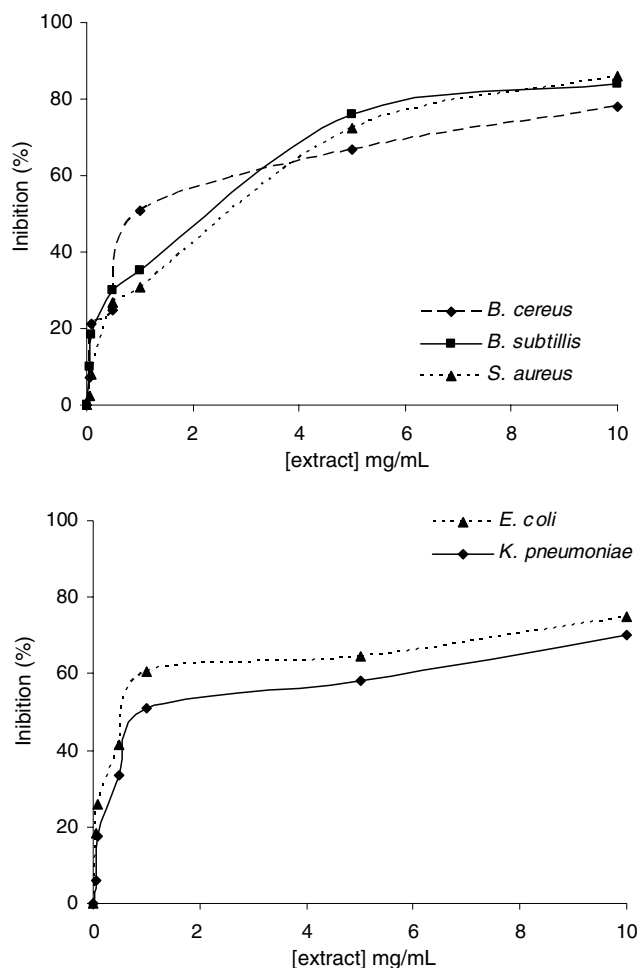 100
80
60
40
20
0
Inibition (%)
B. cereus
B. subtillis
S. aureus
0 2 4 6 8 10
[extract] mg/mL
100
80
60
40
20
0
Inibition (%)
E. coli
K. pneumoniae
0 2 4 6 8 10
[extract] mg/mL